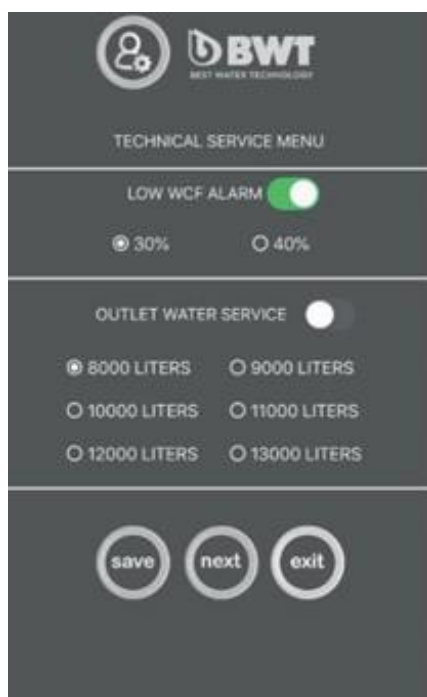 BWT
BEST WATER TECHNOLOGY
TECHNICAL SERVICE MENU
LOW WCF ALARM
30% 40%
OUTLET WATER SERVICE
8000 LITERS 9000 LITERS
10000 LITERS 11000 LITERS
12000 LITERS 13000 LITERS
save next exit